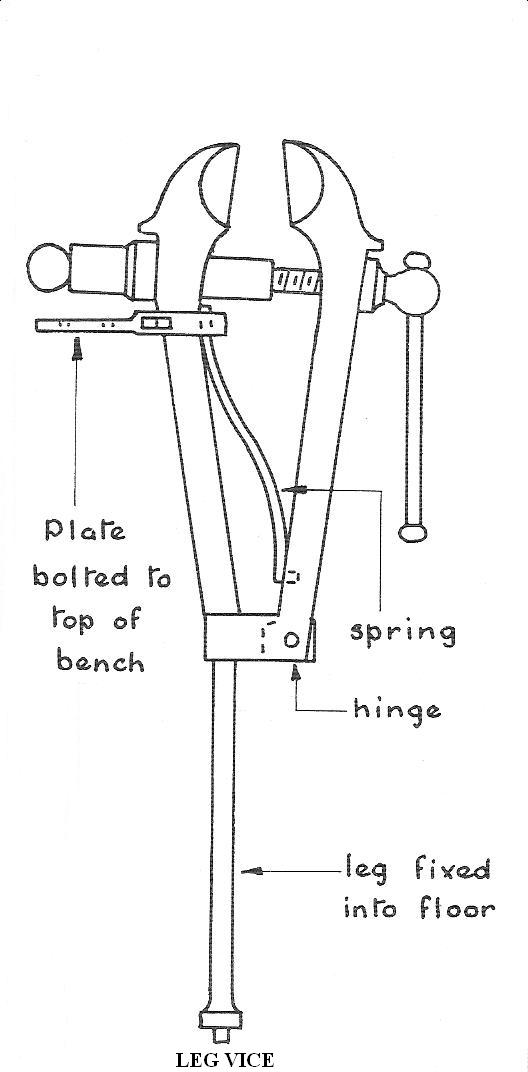 Plate
bolted to
top of
bench
spring
hinge
leg fixed
into floor
LEG VICE